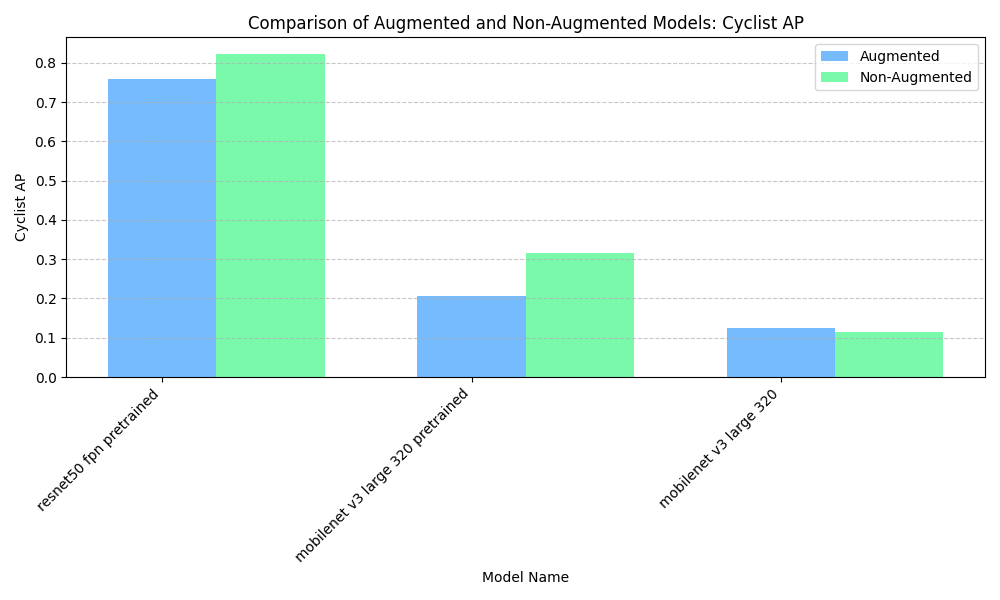 Comparison of Augmented and Non-Augmented Models: Cyclist AP
Augmented
Non-Augmented
Cyclist AP
0.8
0.7
0.6
0.5
0.4
0.3
0.2
0.1
0.0
resnet50 fpn pretrained
mobilenet v3 large 320 pretrained
mobilenet v3 large 320
Model Name